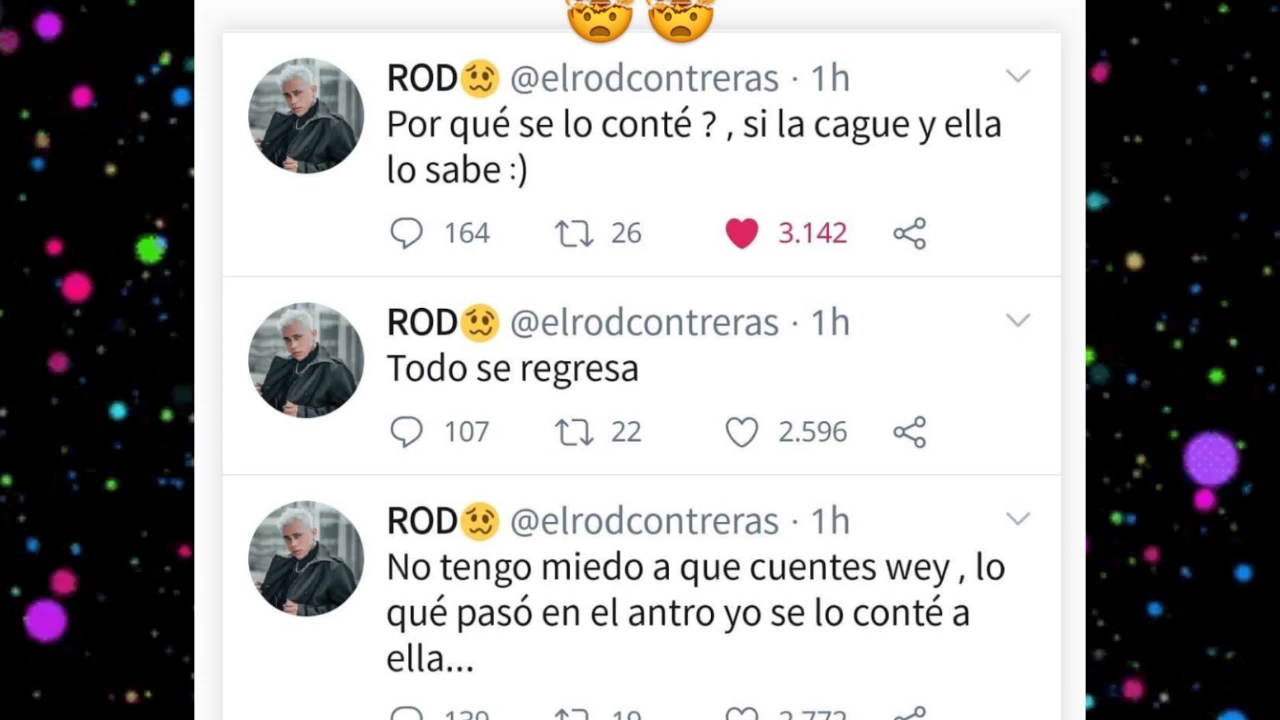 ROD🥴 @elrodcontreras · 1h
Por qué se lo conté ? , si la cague y ella
lo sabe :)
164 26 3.142
ROD🥴 @elrodcontreras · 1h
Todo se regresa
107 22 2.596
ROD🥴 @elrodcontreras · 1h
No tengo miedo a que cuentes wey , lo
qué pasó en el antro yo se lo conté a
ella...